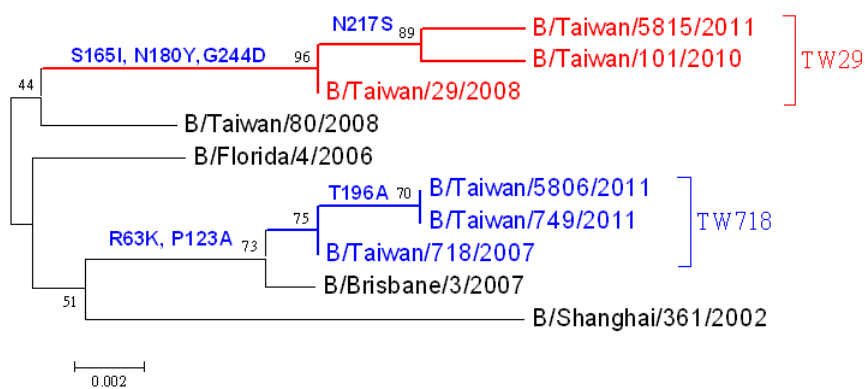 N217S
89
B/Taiwan/5815/2011
S165I, N180Y, G244D
96
B/Taiwan/101/2010
TW29
44
B/Taiwan/29/2008
B/Taiwan/80/2008
B/Florida/4/2006
T196A
70
B/Taiwan/5806/2011
75
B/Taiwan/749/2011
TW718
R63K, P123A
73
B/Taiwan/718/2007
B/Brisbane/3/2007
51
B/Shanghai/361/2002
0.002